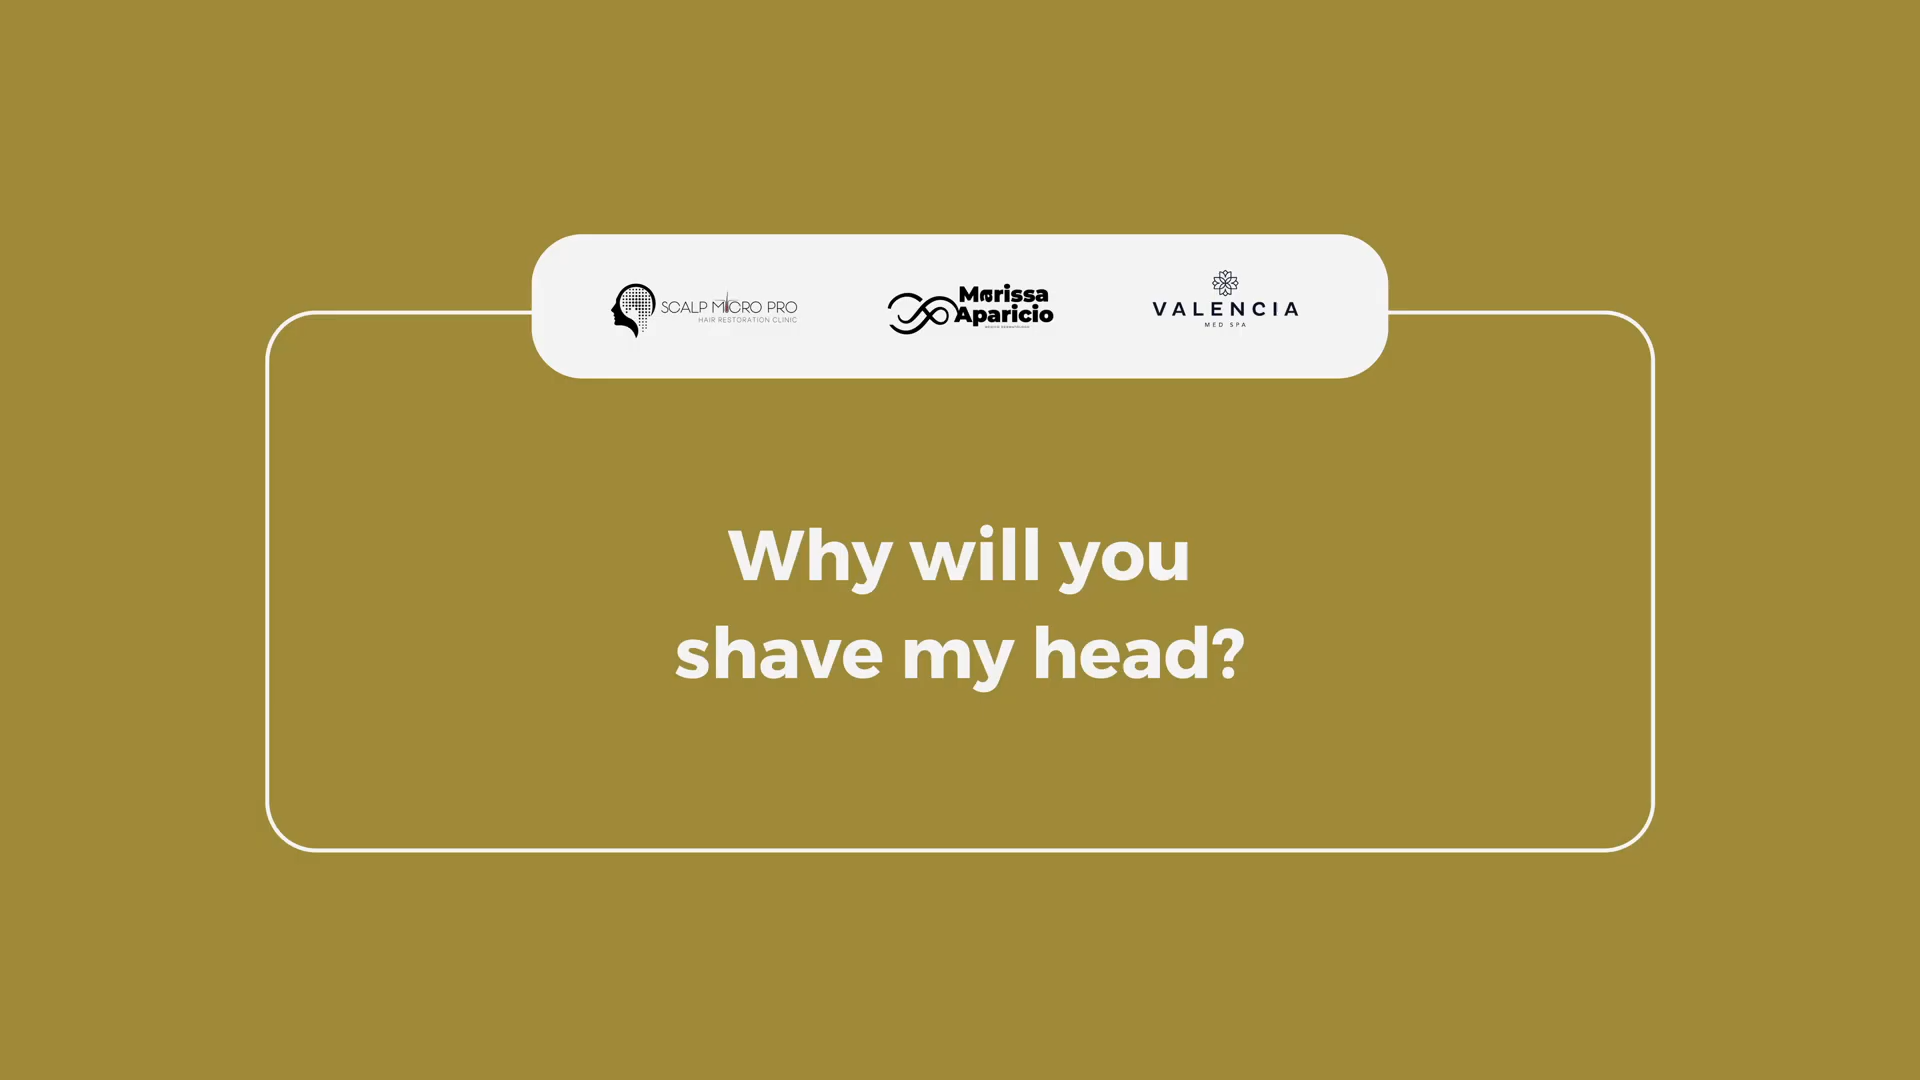 SCALP MICRO PRO
HAIR RESTORATION CLINIC
Marissa
Aparicio
VALENCIA
MED SPA
Why will you
shave my head?